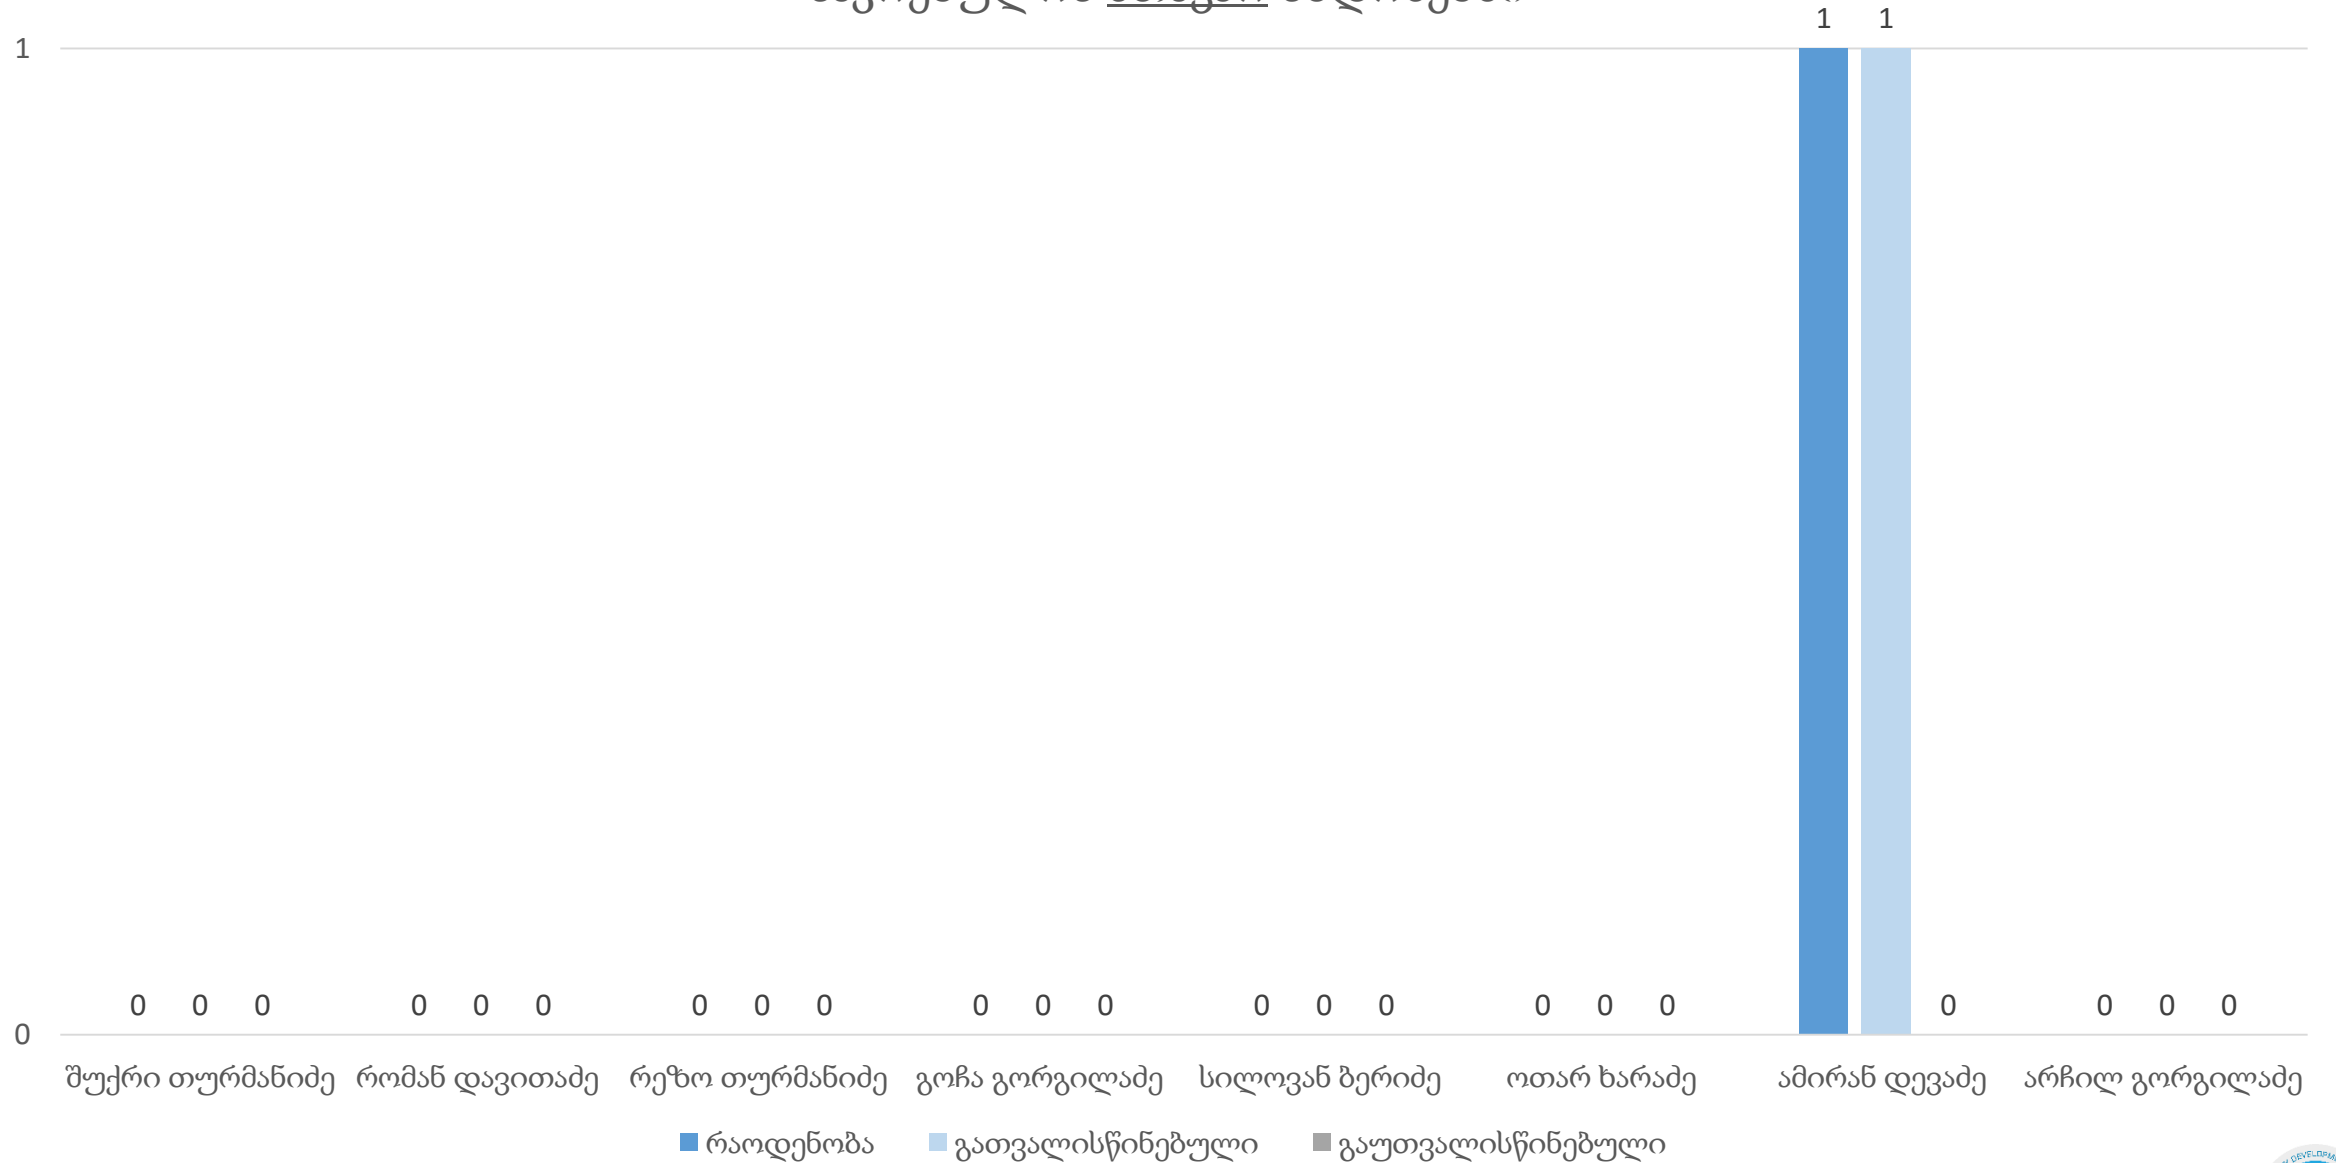 1 1
1
0 0 0 0 0 0 0 0 0 0 0 0 0 0 0 0 0 0 0 0 0 0
0
შუქრი თურმანიძე რომან დავითაძე რეზო თურმანიძე გოჩა გორგილაძე სილოვან ბერიძე ოთარ ხარაძე ამირან დევაძე არჩილ გორგილაძე
რაოდენობა გათვალისწინებული გაუთვალისწინებული